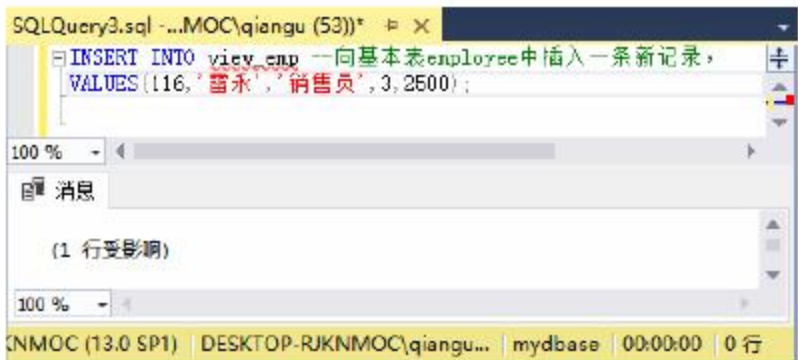 SQLQuery3.sql -...MOC\qiangu (53))*
INSERT INTO view_emp --向基本表employee中插入一条新记录,
VALUES(116,'雷永','销售员',3,2500);
100 %
消息
(1 行受影响)
100 %
KNMOC (13.0 SP1) DESKTOP-RJKNMOC\qiangu... mydbase 00:00:00 0 行